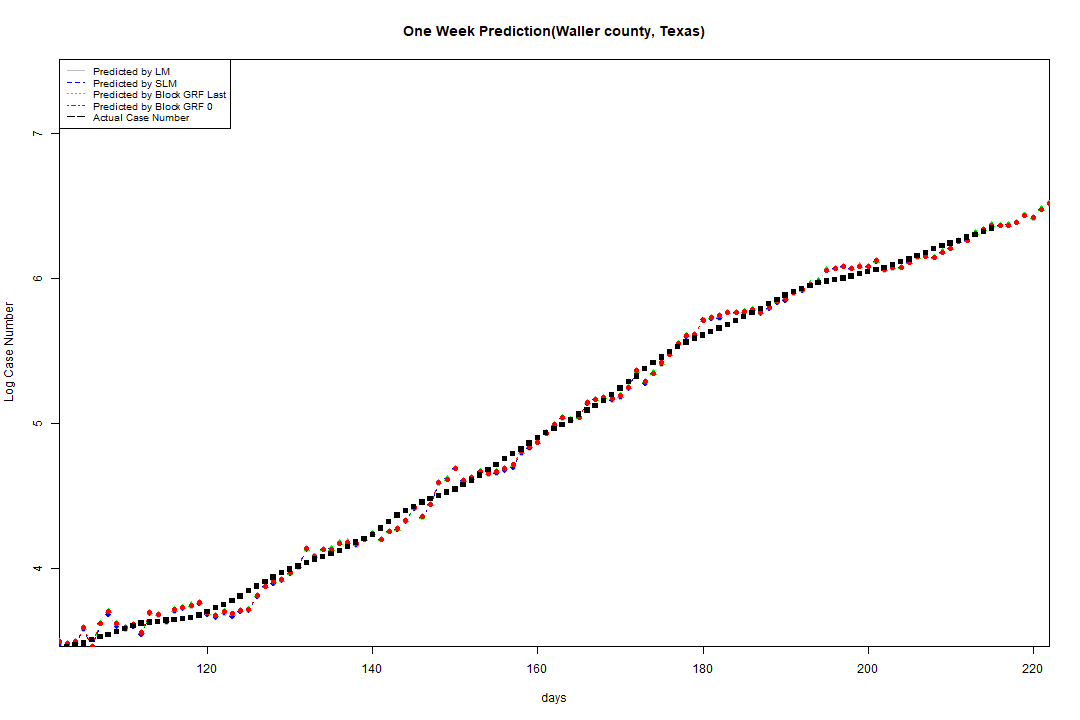 One Week Prediction(Waller county, Texas)
Predicted by LM
Predicted by SLM
Predicted by Block GRF Last
Predicted by Block GRF 0
Actual Case Number
7
6
5
4
Log Case Number
120 140 160 180 200 220
days